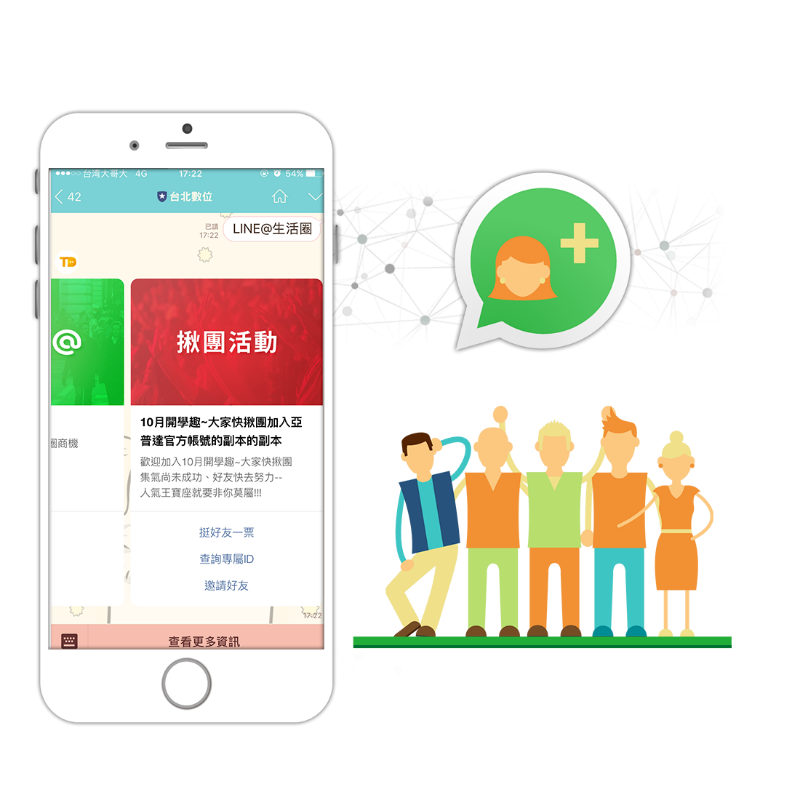 台湾大哥大 4G 17:22 54%
42 台北數位
已讀
17:22
LINE@生活圈
TD
@
揪團活動
圈商機
10月開學趣~大家快揪團加入亞
普達官方帳號的副本的副本
歡迎加入10月開學趣~大家快揪團
集氣尚未成功、好友快去努力--
人氣王寶座就要非你莫屬!!!
挺好友一票
查詢專屬ID
邀請好友
17:22
查看更多資訊